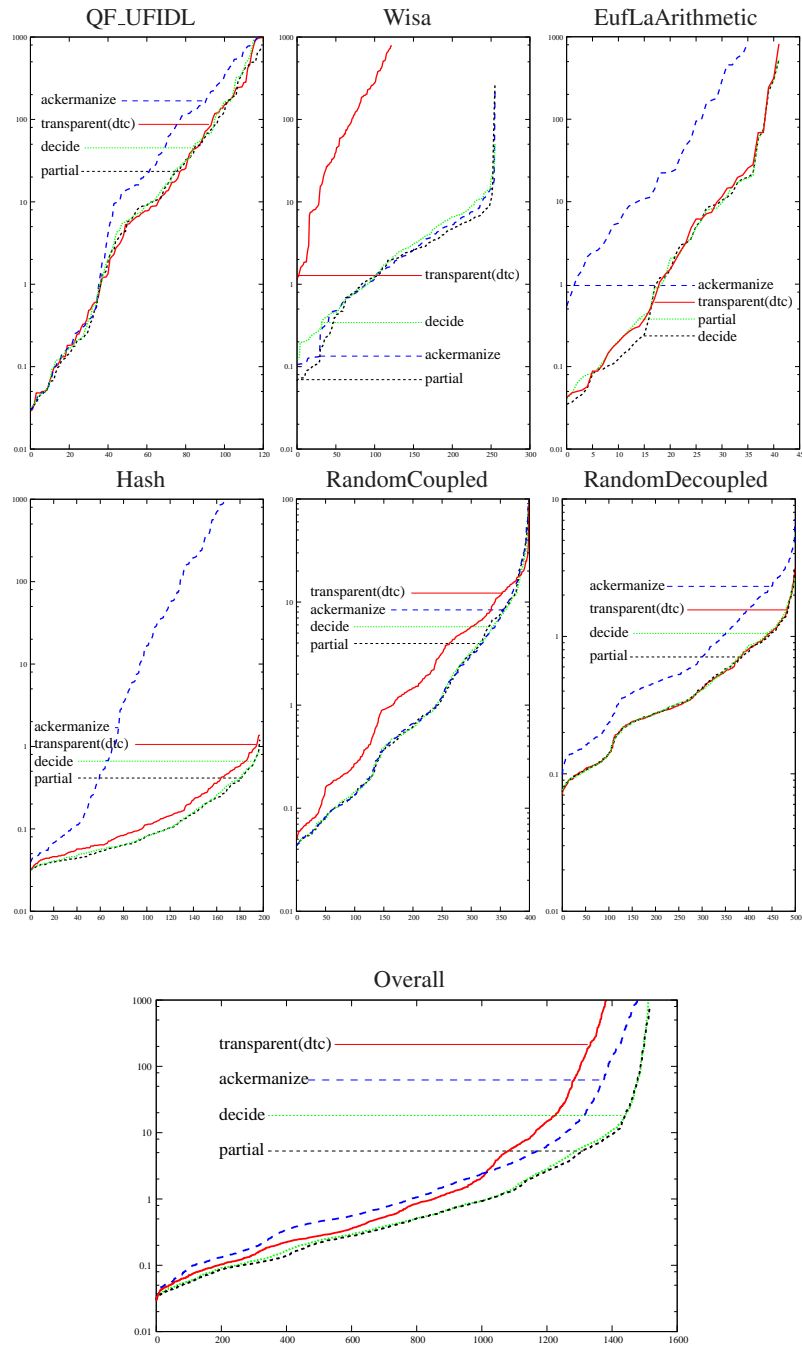 QF_UFIDL
Wisa
EufLaArithmetic
1000
100
10
1
0.1
0.01
ackermanize
transparent(dtc)
decide
partial
0 20 40 60 80 100 120
1000
100
10
1
0.1
0.01
transparent(dtc)
decide
ackermanize
partial
0 50 100 150 200 250 300
1000
100
10
1
0.1
0.01
ackermanize
transparent(dtc)
partial
decide
0 5 10 15 20 25 30 35 40 45
Hash
RandomCoupled
RandomDecoupled
1000
100
10
1
0.1
0.01
ackermanize
transparent(dtc)
decide
partial
0 20 40 60 80 100 120 140 160 180 200
100
10
1
0.1
0.01
transparent(dtc)
ackermanize
decide
partial
0 50 100 150 200 250 300 350 400
10
1
0.1
0.01
ackermanize
transparent(dtc)
decide
partial
0 50 100 150 200 250 300 350 400 450 500
Overall
1000
100
10
1
0.1
0.01
transparent(dtc)
ackermanize
decide
partial
0 200 400 600 800 1000 1200 1400 1600